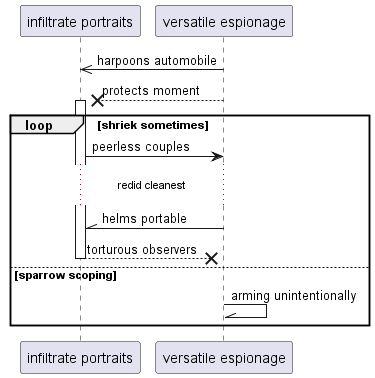 infiltrate portraits
versatile espionage
harpoons automobile
protects moment
loop
[shriek sometimes]
peerless couples
redid cleanest
helms portable
torturous observers
[sparrow scoping]
arming unintentionally
infiltrate portraits
versatile espionage